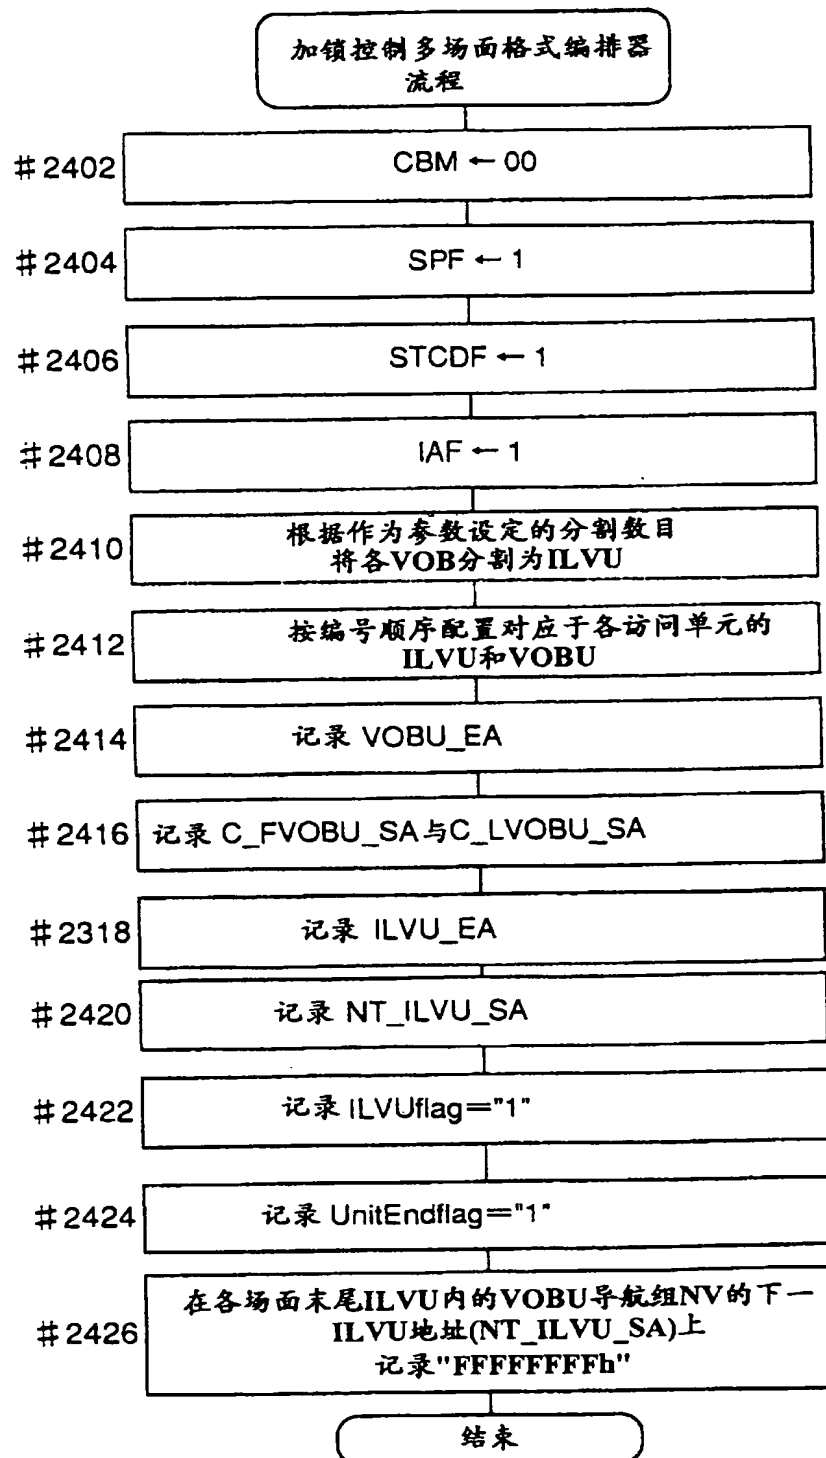 加锁控制多场面格式编排器
流程
#2402
CBM ← 00
#2404
SPF ← 1
#2406
STCDF ← 1
#2408
IAF ← 1
#2410
根据作为参数设定的分割数目
将各VOB分割为ILVU
#2412
按编号顺序配置对应于各访问单元的
ILVU和VOBU
#2414
记录 VOBU_EA
#2416
记录 C_FVOBU_SA与C_LVOBU_SA
#2318
记录 ILVU_EA
#2420
记录 NT_ILVU_SA
#2422
记录 ILVUflag="1"
#2424
记录 UnitEndflag="1"
#2426
在各场面末尾ILVU内的VOBU导航组NV的下一
ILVU地址(NT_ILVU_SA)上
记录"FFFFFFFFh"
结束